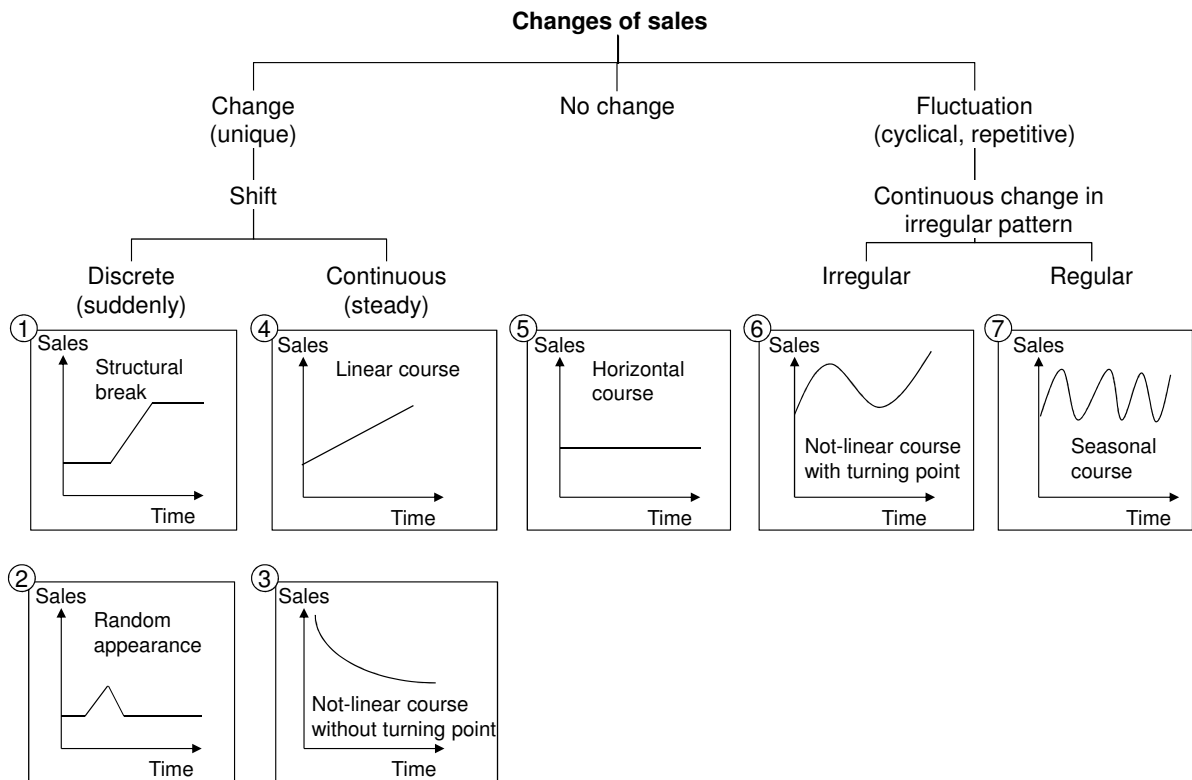 Changes of sales
Change
(unique)
No change
Fluctuation
(cyclical, repetitive)
Shift
Continuous change in
irregular pattern
Discrete
(suddenly)
Continuous
(steady)
Irregular
Regular
1
Sales
Structural
break
Time
4
Sales
Linear course
Time
5
Sales
Horizontal
course
Time
6
Sales
Not-linear course
with turning point
Time
7
Sales
Seasonal
course
Time
2
Sales
Random
appearance
Time
3
Sales
Not-linear course
without turning point
Time